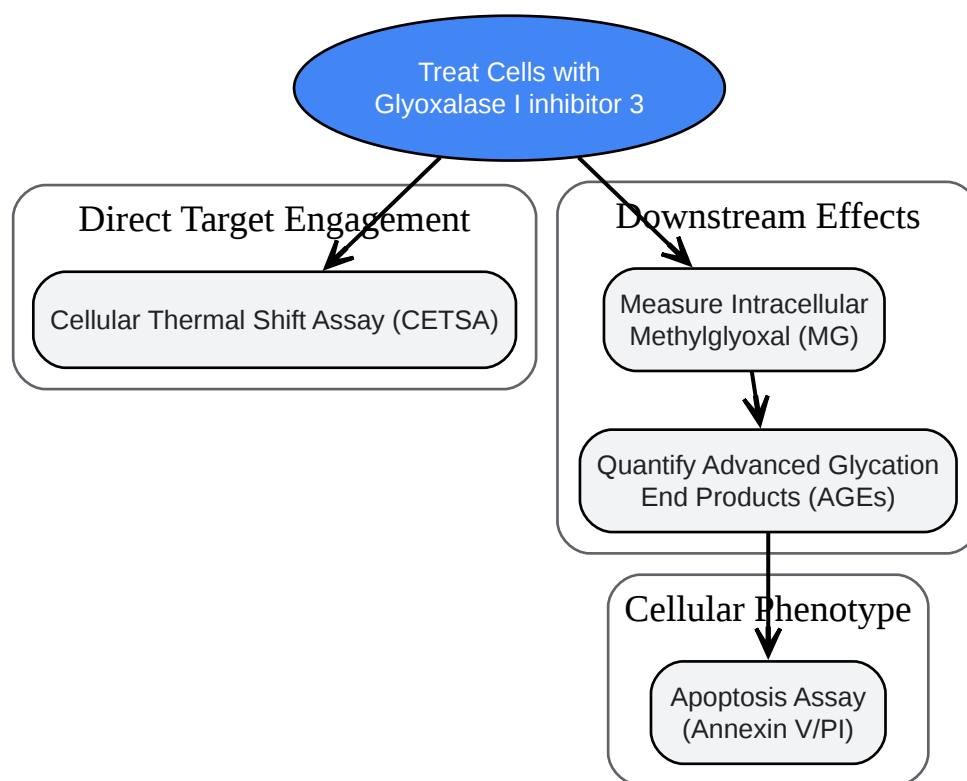 Treat Cells with
Glyoxalase I inhibitor 3
Direct Target Engagement
Cellular Thermal Shift Assay (CETSA)
Downstream Effects
Measure Intracellular
Methylglyoxal (MG)
Quantify Advanced Glycation
End Products (AGEs)
Cellular Phenotype
Apoptosis Assay
(Annexin V/PI)